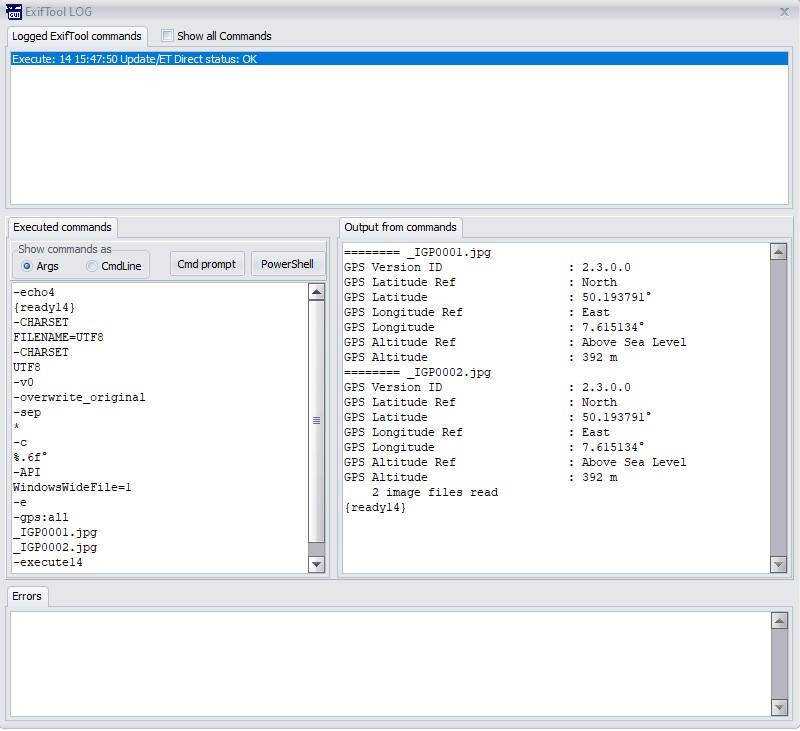 ExifTool LOG
Logged ExifTool commands
Show all Commands
Execute: 14 15:47:50 Update/ET Direct status: OK
Executed commands
Show commands as
Args
CmdLine
Cmd prompt
PowerShell
-echo4
{ready14}
-CHARSET
FILENAME=UTF8
-CHARSET
UTF8
-v0
-overwrite_original
-sep
*
-c
%.6f°
-API
WindowsWideFile=1
-e
-gps:all
_IGP0001.jpg
_IGP0002.jpg
-execute14
Output from commands
======== _IGP0001.jpg
GPS Version ID : 2.3.0.0
GPS Latitude Ref : North
GPS Latitude : 50.193791°
GPS Longitude Ref : East
GPS Longitude : 7.615134°
GPS Altitude Ref : Above Sea Level
GPS Altitude : 392 m
======== _IGP0002.jpg
GPS Version ID : 2.3.0.0
GPS Latitude Ref : North
GPS Latitude : 50.193791°
GPS Longitude Ref : East
GPS Longitude : 7.615134°
GPS Altitude Ref : Above Sea Level
GPS Altitude : 392 m
2 image files read
{ready14}
Errors